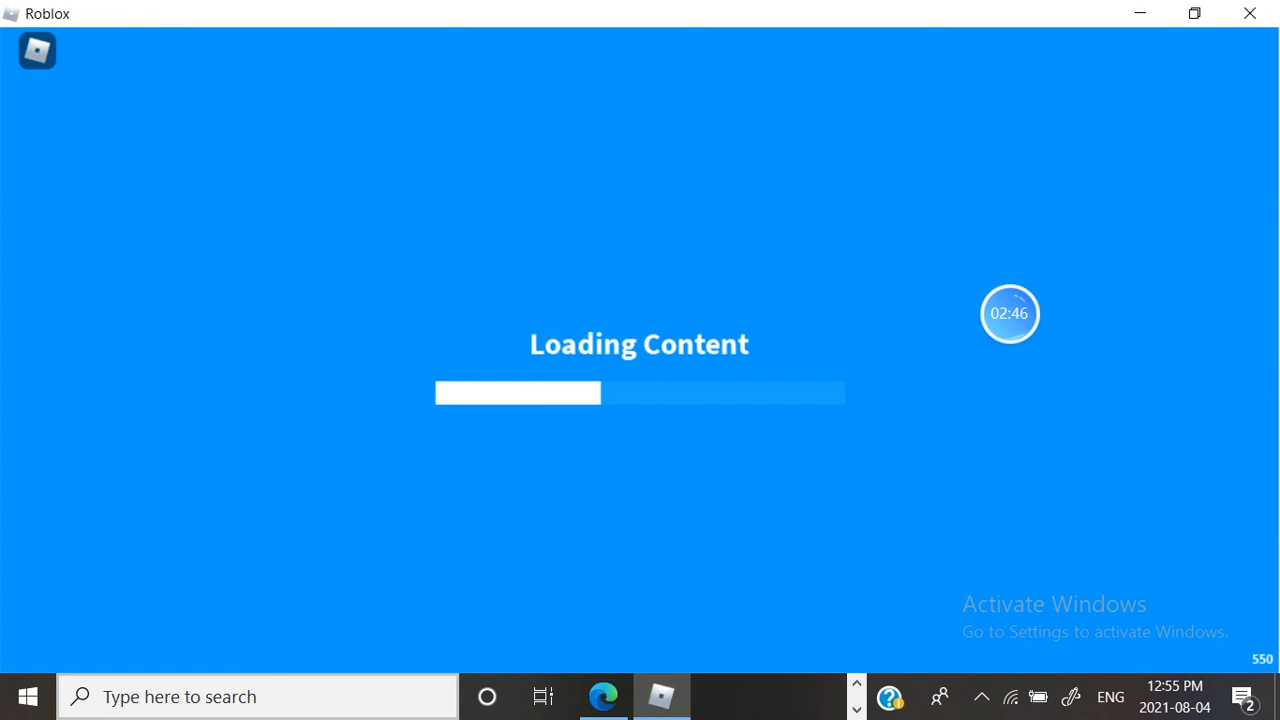 Roblox
02:46
Loading Content
Activate Windows
Go to Settings to activate Windows.
550
Type here to search
ENG
12:55 PM
2021-08-04
2